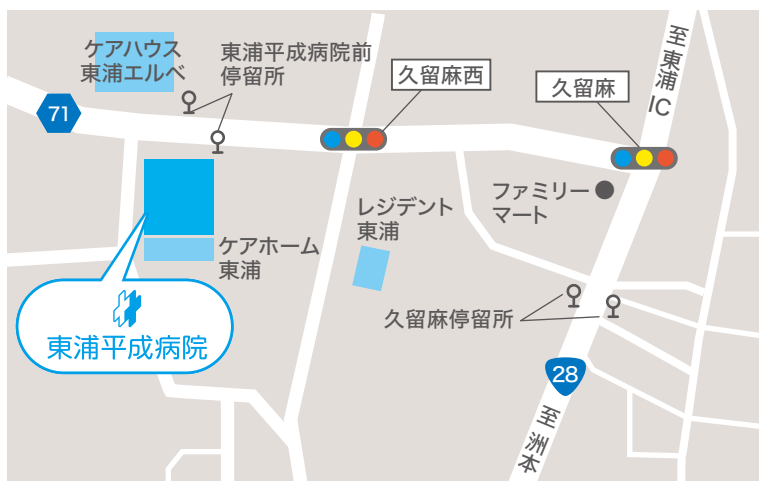 ケアハウス
東浦エルベ
東浦平成病院前
停留所
71
久留麻西
久留麻
至東浦IC
ファミリー
マート
レジデント
東浦
ケアホーム
東浦
久留麻停留所
東浦平成病院
28
至洲本